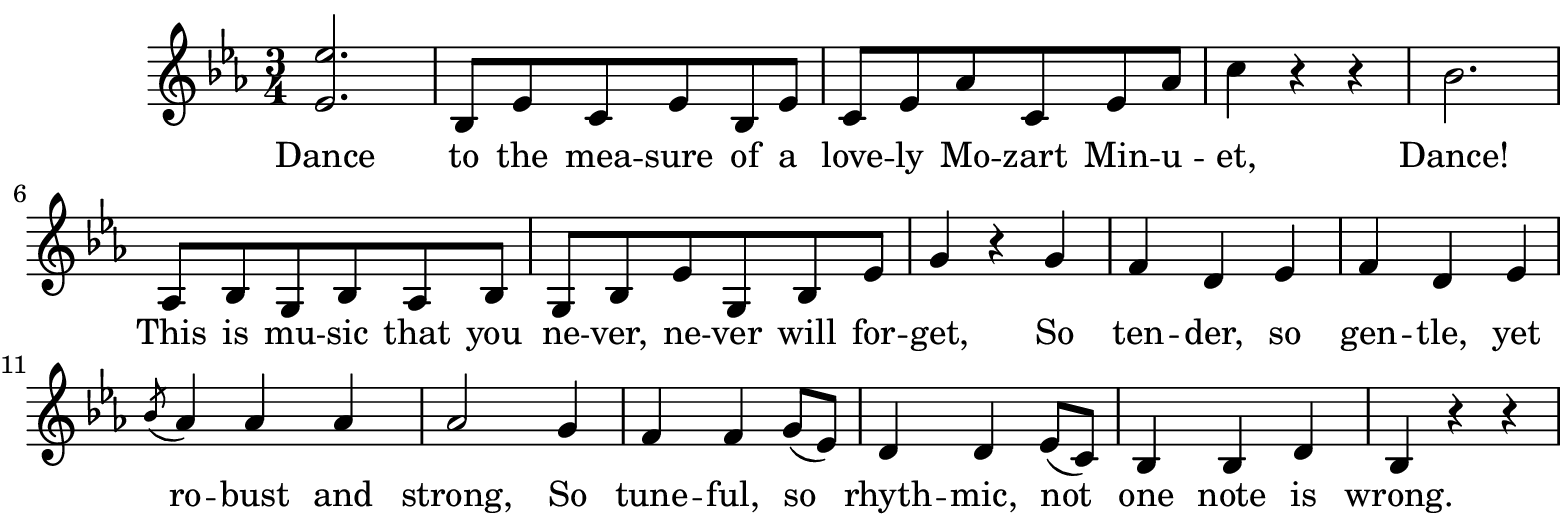 3
4
Dance to the mea -- sure of a love -- ly Mo -- zart Min -- u -- et, Dance!
6
This is mu -- sic that you ne -- ver, ne -- ver will for -- get, So ten -- der, so gen -- tle, yet
11
ro -- bust and strong, So tune -- ful, so rhyth -- mic, not one note is wrong.